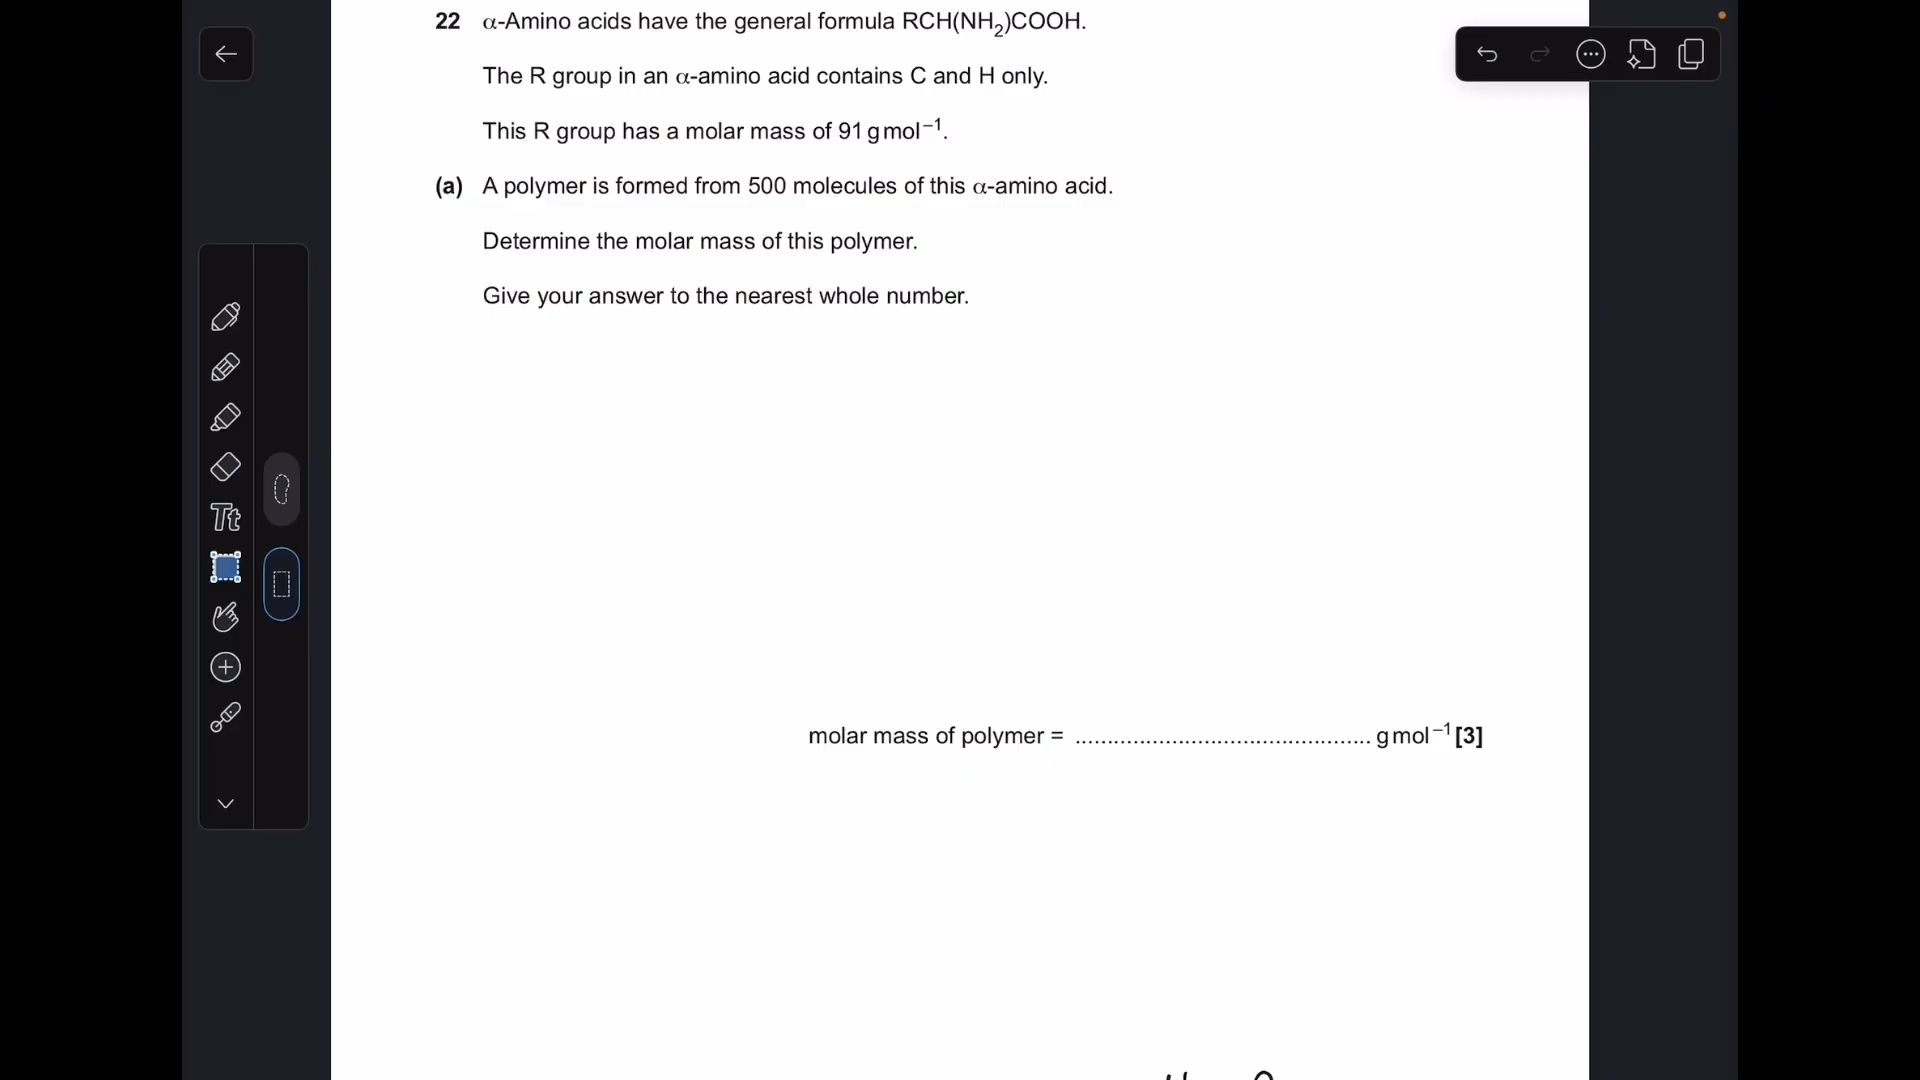 22 α-Amino acids have the general formula RCH(NH₂)COOH.
The R group in an α-amino acid contains C and H only.
This R group has a molar mass of 91 g mol⁻¹.
(a) A polymer is formed from 500 molecules of this α-amino acid.
Determine the molar mass of this polymer.
Give your answer to the nearest whole number.
Tt
molar mass of polymer = .............................................. g mol⁻¹ [3]